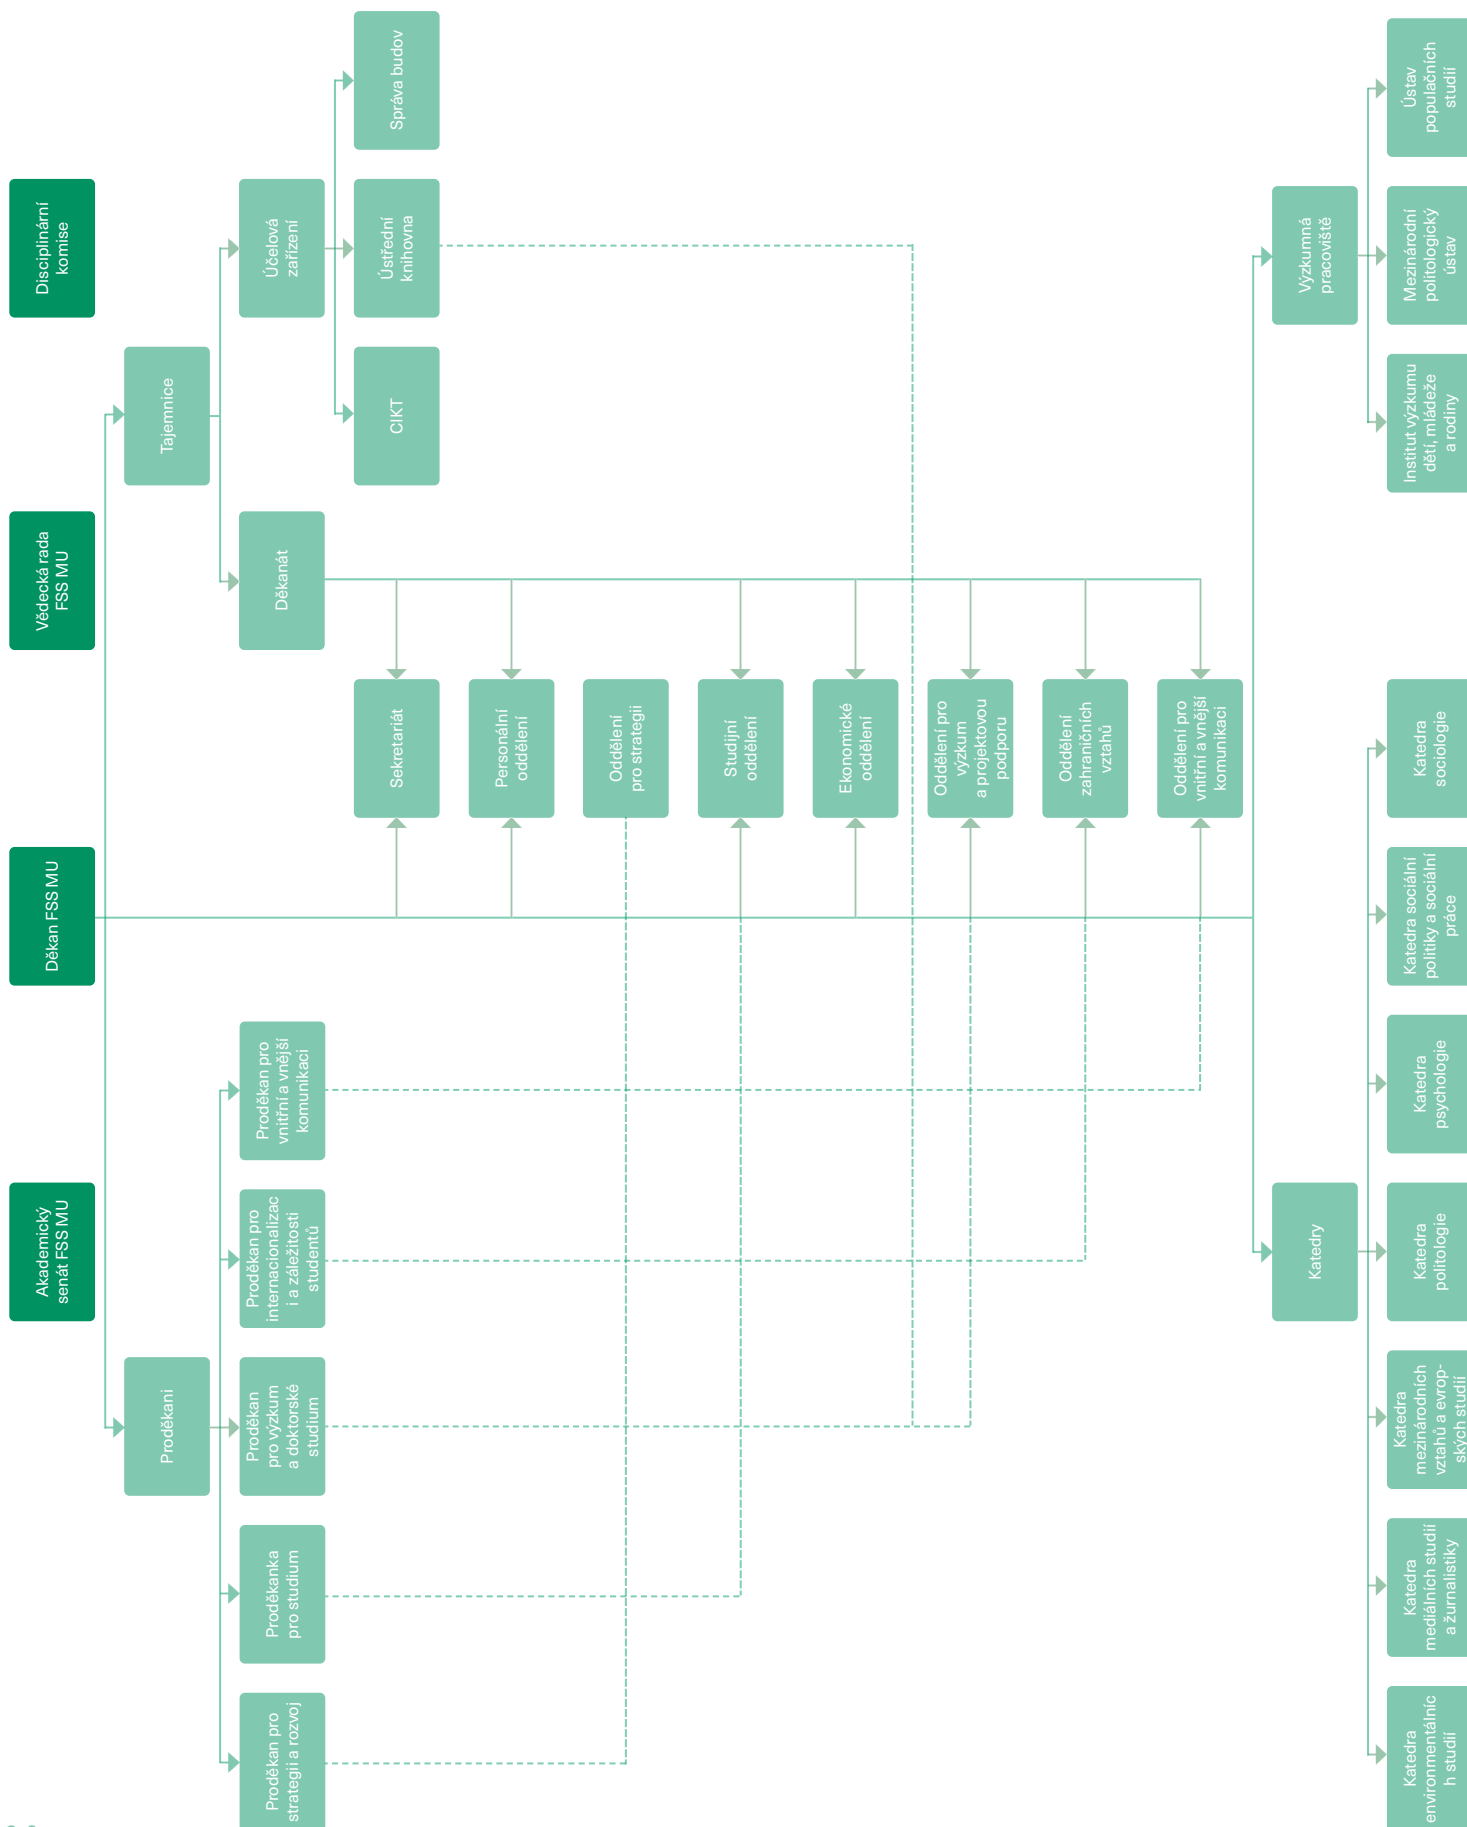 Akademický
senát FSS MU
Děkan FSS MU
Vědecká rada
FSS MU
Disciplinární
komise
Proděkani
Tajemnice
Proděkan pro
strategii a rozvoj
Proděkanka
pro studium
Proděkan
pro výzkum
a doktorské
studium
Proděkan pro
internacionalizac
i a záležitosti
studentů
Proděkan pro
vnitřní a vnější
komunikaci
Děkanát
Účelová
zařízení
CIKT
Ústřední
knihovna
Správa budov
Sekretariát
Personální
oddělení
Oddělení
pro strategii
Studijní
oddělení
Ekonomické
oddělení
Oddělení pro
výzkum
a projektovou
podporu
Oddělení
zahraničních
vztahů
Oddělení pro
vnitřní a vnější
komunikaci
Katedry
Výzkumná
pracoviště
Katedra
environmentálníc
h studií
Katedra
mediálních studií
a žurnalistiky
Katedra
mezinárodních
vztahů a evrop-
ských studií
Katedra
politologie
Katedra
psychologie
Katedra sociální
politiky a sociální
práce
Katedra
sociologie
Institut výzkumu
dětí, mládeže
a rodiny
Mezinárodní
politologický
ústav
Ústav
populačních
studií